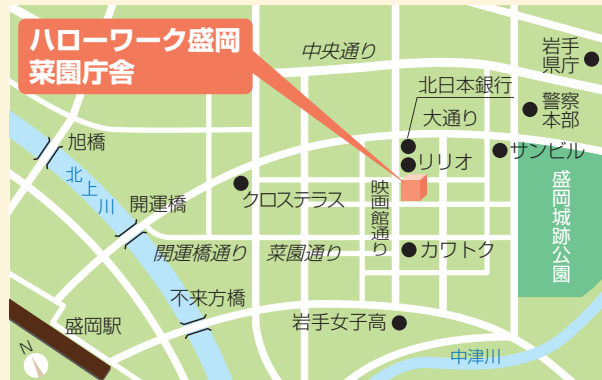 ハローワーク盛岡
菜園庁舎
中央通り
岩手
県庁
北日本銀行
警察
本部
大通り
旭橋
リリオ
サンビル
北上川
クロステラス
映画館通り
盛岡城跡公園
開運橋
開運橋通り
菜園通り
カワトク
不来方橋
盛岡駅
岩手女子高
N
中津川